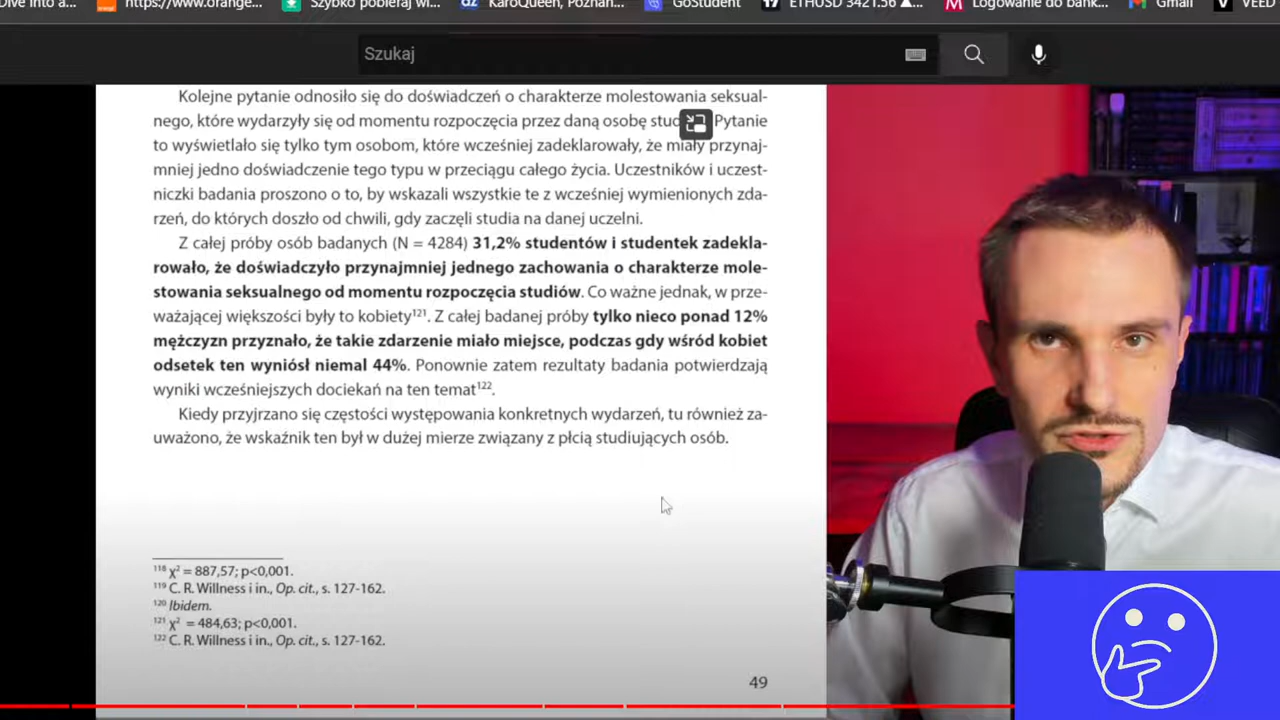 Dive into a...
https://www.orange...
Szybko pobieraj wi...
KaroQueen, Poznań...
GoStudent
ETHUSD 3421.56 ▲...
Logowanie do bank...
Gmail
VEED
Szukaj
Kolejne pytanie odnosiło się do doświadczeń o charakterze molestowania seksual-
nego, które wydarzyły się od momentu rozpoczęcia przez daną osobę stud Pytanie
to wyświetlało się tylko tym osobom, które wcześniej zadeklarowały, że miały przynaj-
mniej jedno doświadczenie tego typu w przeciągu całego życia. Uczestników i uczest-
niczki badania proszono o to, by wskazali wszystkie te z wcześniej wymienionych zda-
rzeń, do których doszło od chwili, gdy zaczęli studia na danej uczelni.
Z całej próby osób badanych (N = 4284) 31,2% studentów i studentek zadekla-
rowało, że doświadczyło przynajmniej jednego zachowania o charakterze mole-
stowania seksualnego od momentu rozpoczęcia studiów. Co ważne jednak, w prze-
ważającej większości były to kobiety¹²¹. Z całej badanej próby tylko nieco ponad 12%
mężczyzn przyznało, że takie zdarzenie miało miejsce, podczas gdy wśród kobiet
odsetek ten wyniósł niemal 44%. Ponownie zatem rezultaty badania potwierdzają
wyniki wcześniejszych dociekań na ten temat¹²².
Kiedy przyjrzano się częstości występowania konkretnych wydarzeń, tu również za-
uważono, że wskaźnik ten był w dużej mierze związany z płcią studiujących osób.
¹¹⁸ χ² = 887,57; p<0,001.
¹¹⁹ C. R. Willness i in., Op. cit., s. 127-162.
¹²⁰ Ibidem.
¹²¹ χ² = 484,63; p<0,001.
¹²² C. R. Willness i in., Op. cit., s. 127-162.
49